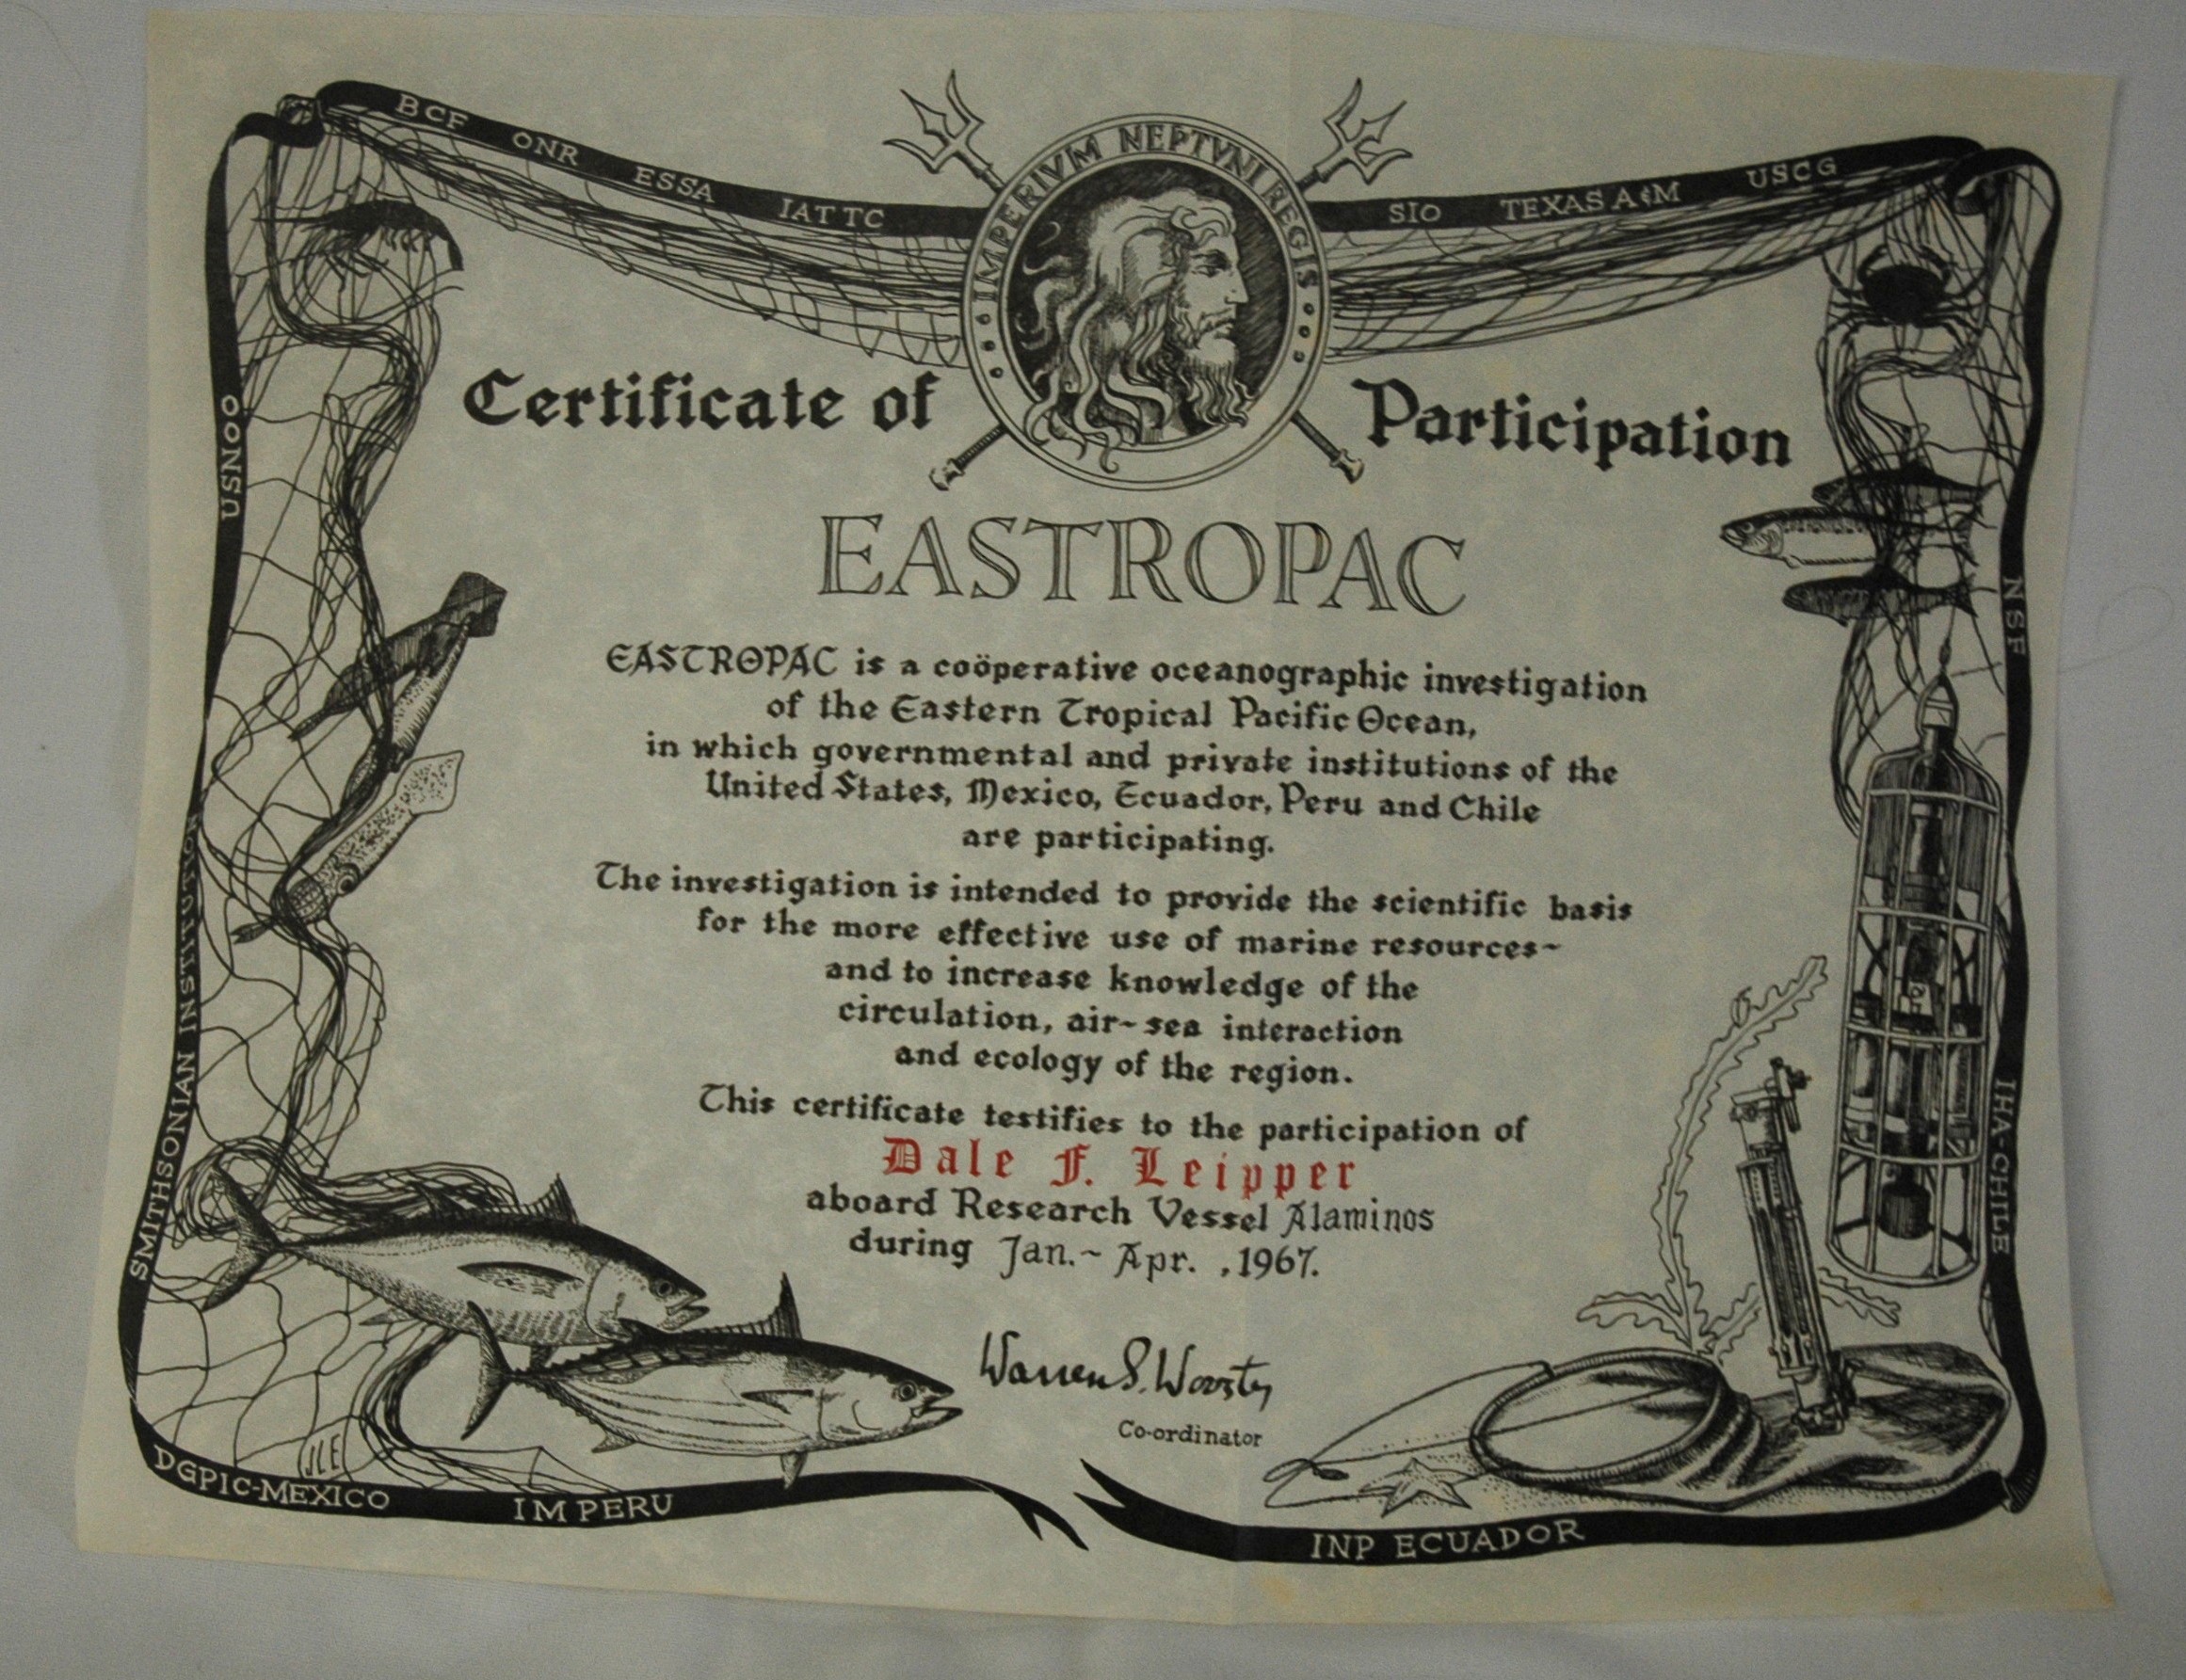 BCF ONR ESSA IATTC
IMPERIVM NEPTVNI REGIS
SIO TEXAS A&M USCG
USNOO
SMITHSONIAN INSTITUTION
NSF
IHA-CHILE
Certificate of Participation
EASTROPAC
EASTROPAC is a coöperative oceanographic investigation
of the Eastern Tropical Pacific Ocean,
in which governmental and private institutions of the
United States, Mexico, Ecuador, Peru and Chile
are participating.
The investigation is intended to provide the scientific basis
for the more effective use of marine resources~
and to increase knowledge of the
circulation, air-sea interaction
and ecology of the region.
This certificate testifies to the participation of
Dale F. Leipper
aboard Research Vessel Alaminos
during Jan.~ Apr. , 1967.
Warren S. Wooster
Co-ordinator
JLE
DGPIC-MEXICO IM PERU
INP ECUADOR